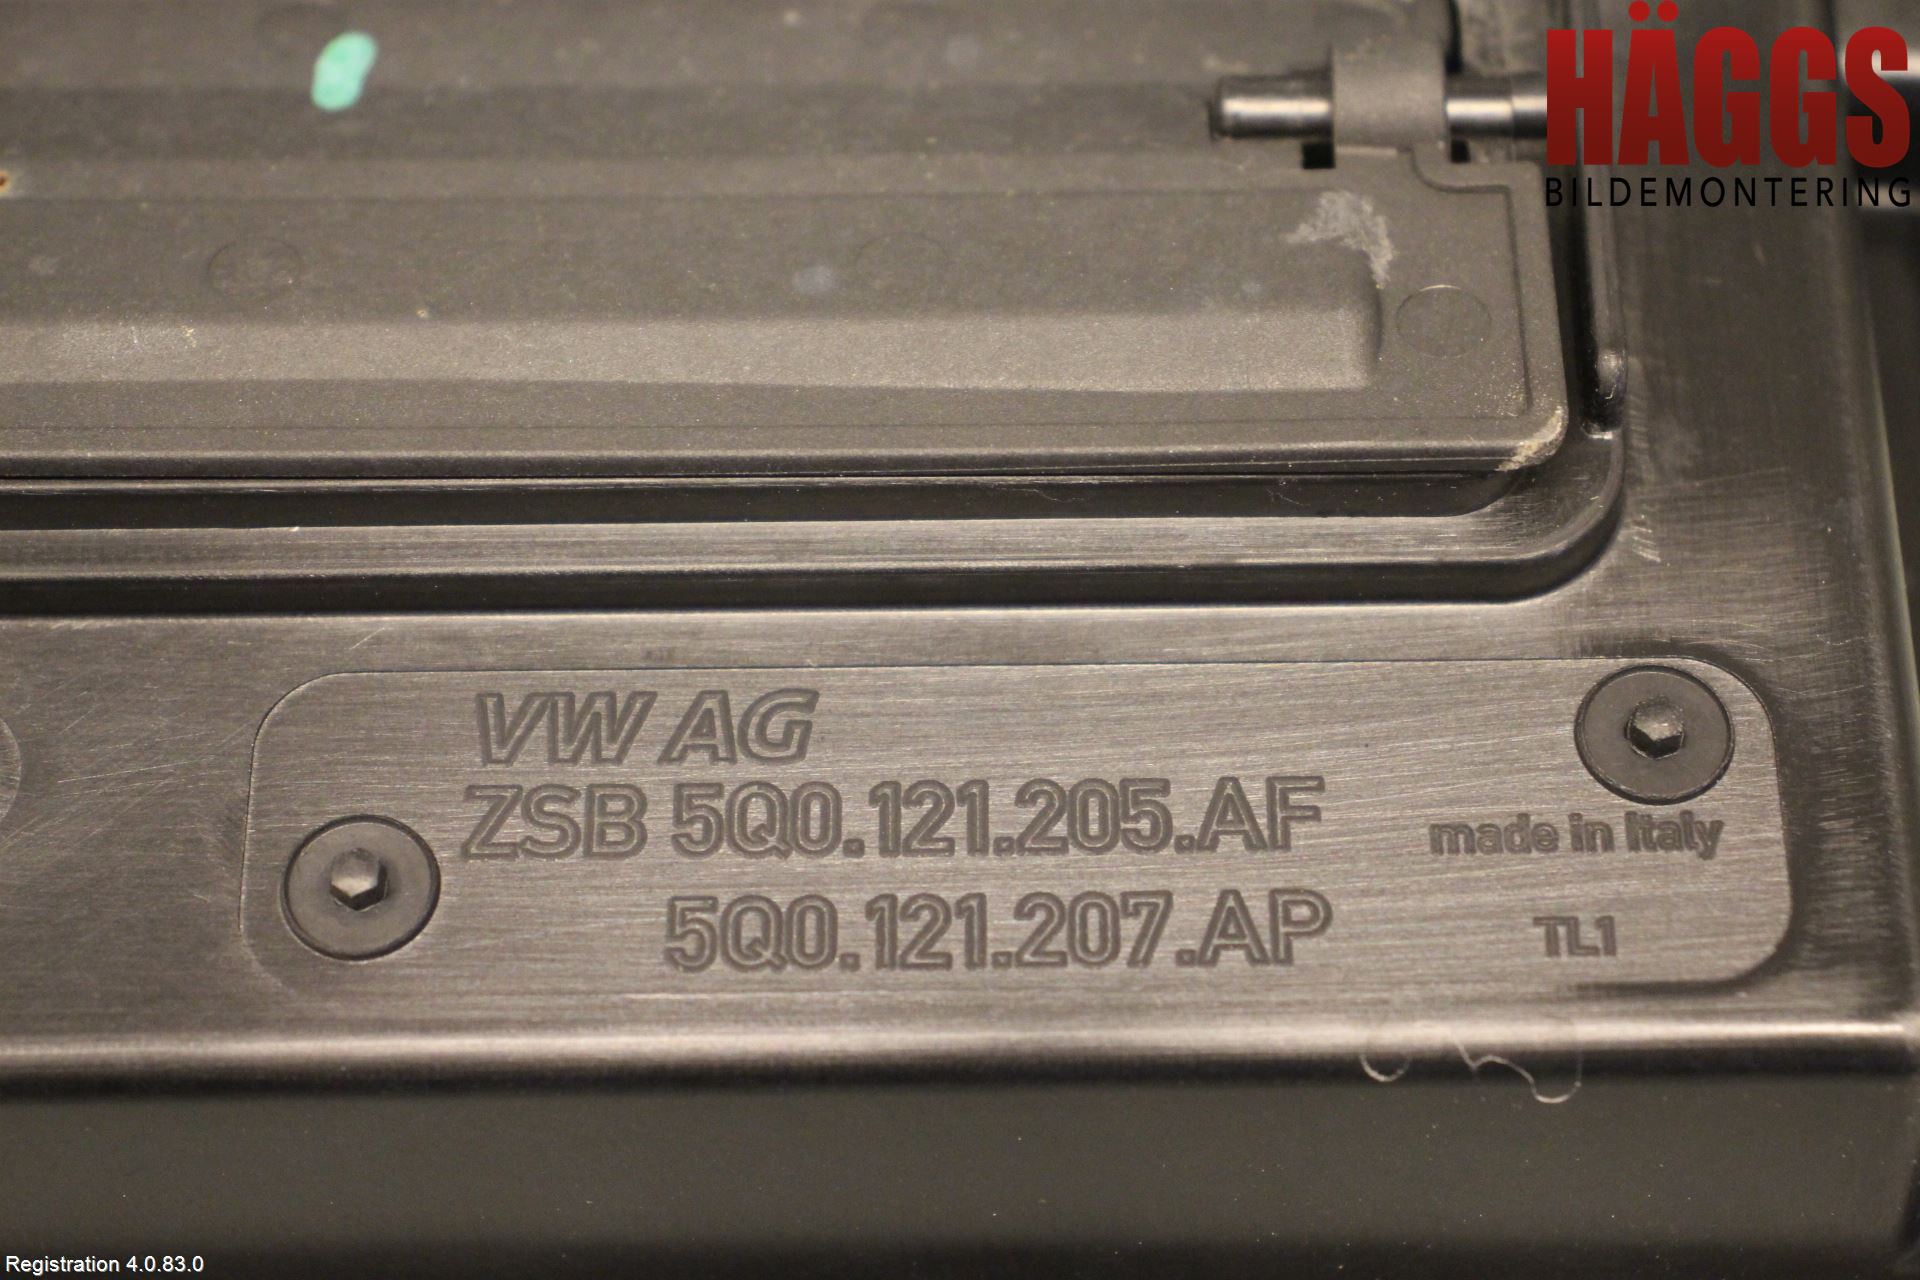 HÄGGS
BILDEMONTERING
VW AG
ZSB 5Q0.121.205.AF
made in Italy
5Q0.121.207.AP
TL1
Registration 4.0.83.0